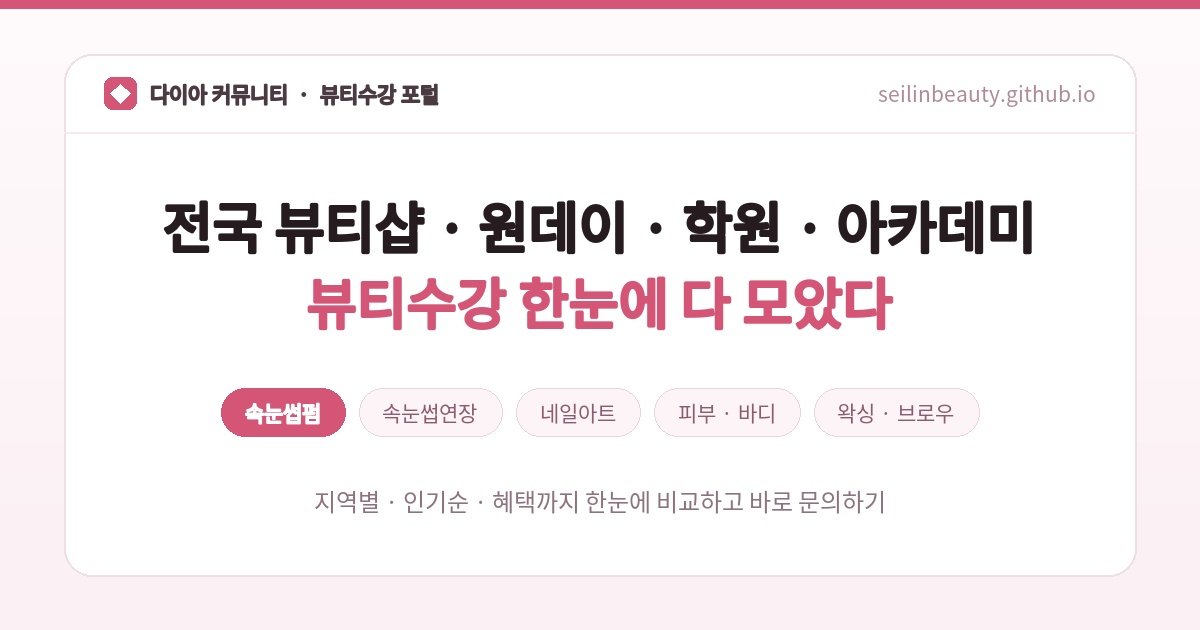 다이아 커뮤니티 · 뷰티수강 포털
seilinbeauty.github.io
전국 뷰티샵 · 원데이 · 학원 · 아카데미
뷰티수강 한눈에 다 모았다
속눈썹펌 속눈썹연장 네일아트 피부 · 바디 왁싱 · 브로우
지역별 · 인기순 · 혜택까지 한눈에 비교하고 바로 문의하기